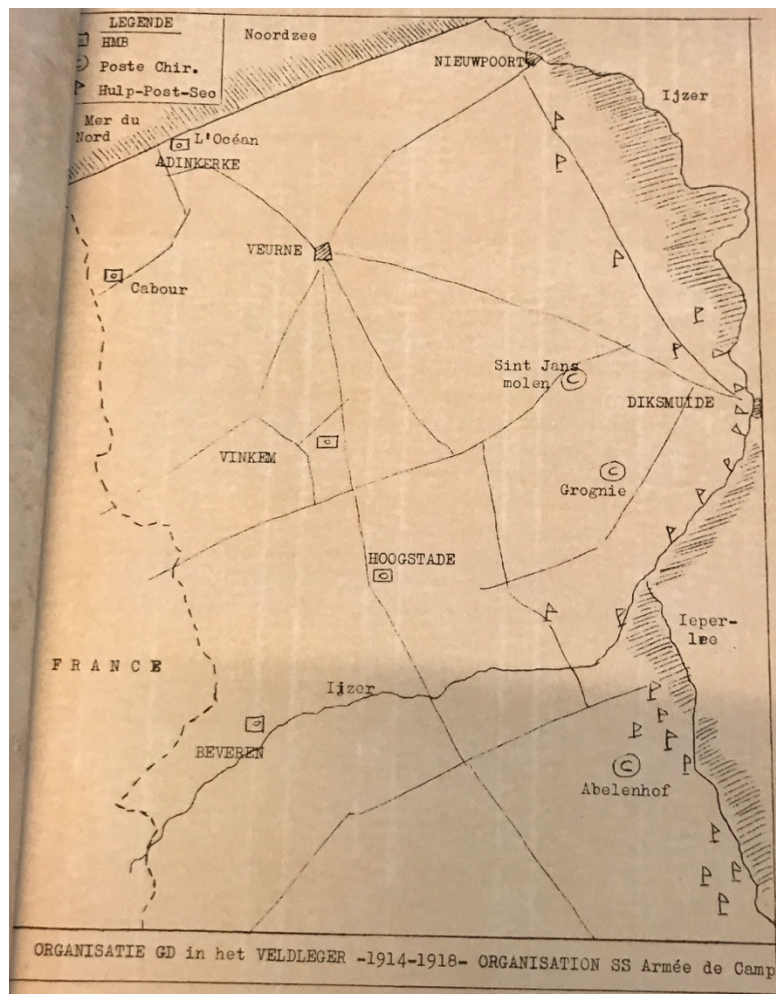 LEGENDE
HMB
Poste Chir.
Hulp-Post-Sec
Noordzee
Mer du
Nord
L'Océan
ADINKERKE
NIEUWPOORT
Ijzer
VEURNE
Cabour
Sint Jans
molen
DIKSMUIDE
VINKEM
Grognie
HOOGSTADE
Ieper-
lee
FRANCE
Ijzer
BEVEREN
Abelenhof
ORGANISATIE GD in het VELDLEGER -1914-1918- ORGANISATION SS Armée de Camp